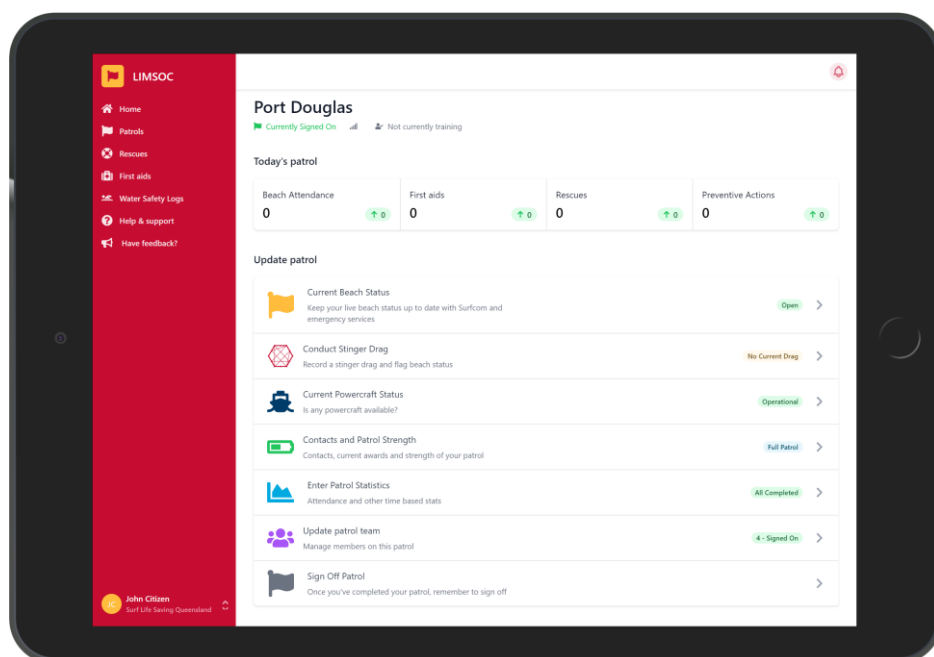 LIMSOC
Home
Patrols
Rescues
First aids
Water Safety Logs
Help & support
Have feedback?
JC
John Citizen
Surf Life Saving Queensland
Port Douglas
Currently Signed On
Not currently training
Today's patrol
Beach Attendance
0
↑ 0
First aids
0
↑ 0
Rescues
0
↑ 0
Preventive Actions
0
↑ 0
Update patrol
Current Beach Status
Keep your live beach status up to date with Surfcom and
emergency services
Open
Conduct Stinger Drag
Record a stinger drag and flag beach status
No Current Drag
Current Powercraft Status
Is any powercraft available?
Operational
Contacts and Patrol Strength
Contacts, current awards and strength of your patrol
Full Patrol
Enter Patrol Statistics
Attendance and other time based stats
All Completed
Update patrol team
Manage members on this patrol
4 - Signed On
Sign Off Patrol
Once you've completed your patrol, remember to sign off